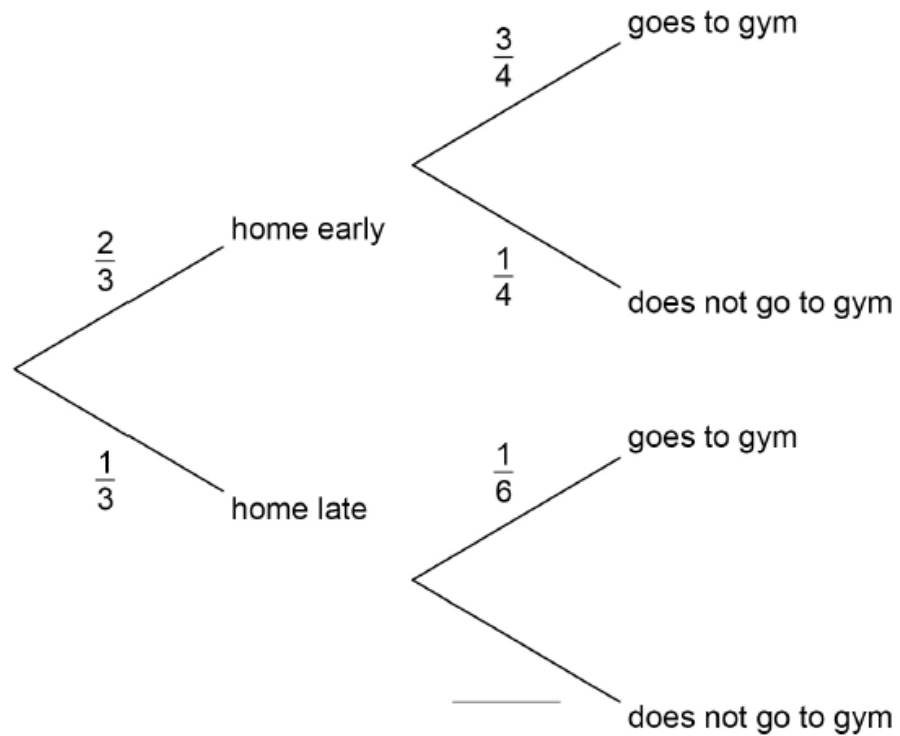 goes to gym
3/4
home early
2/3
1/4
does not go to gym
goes to gym
1/6
1/3
home late
does not go to gym